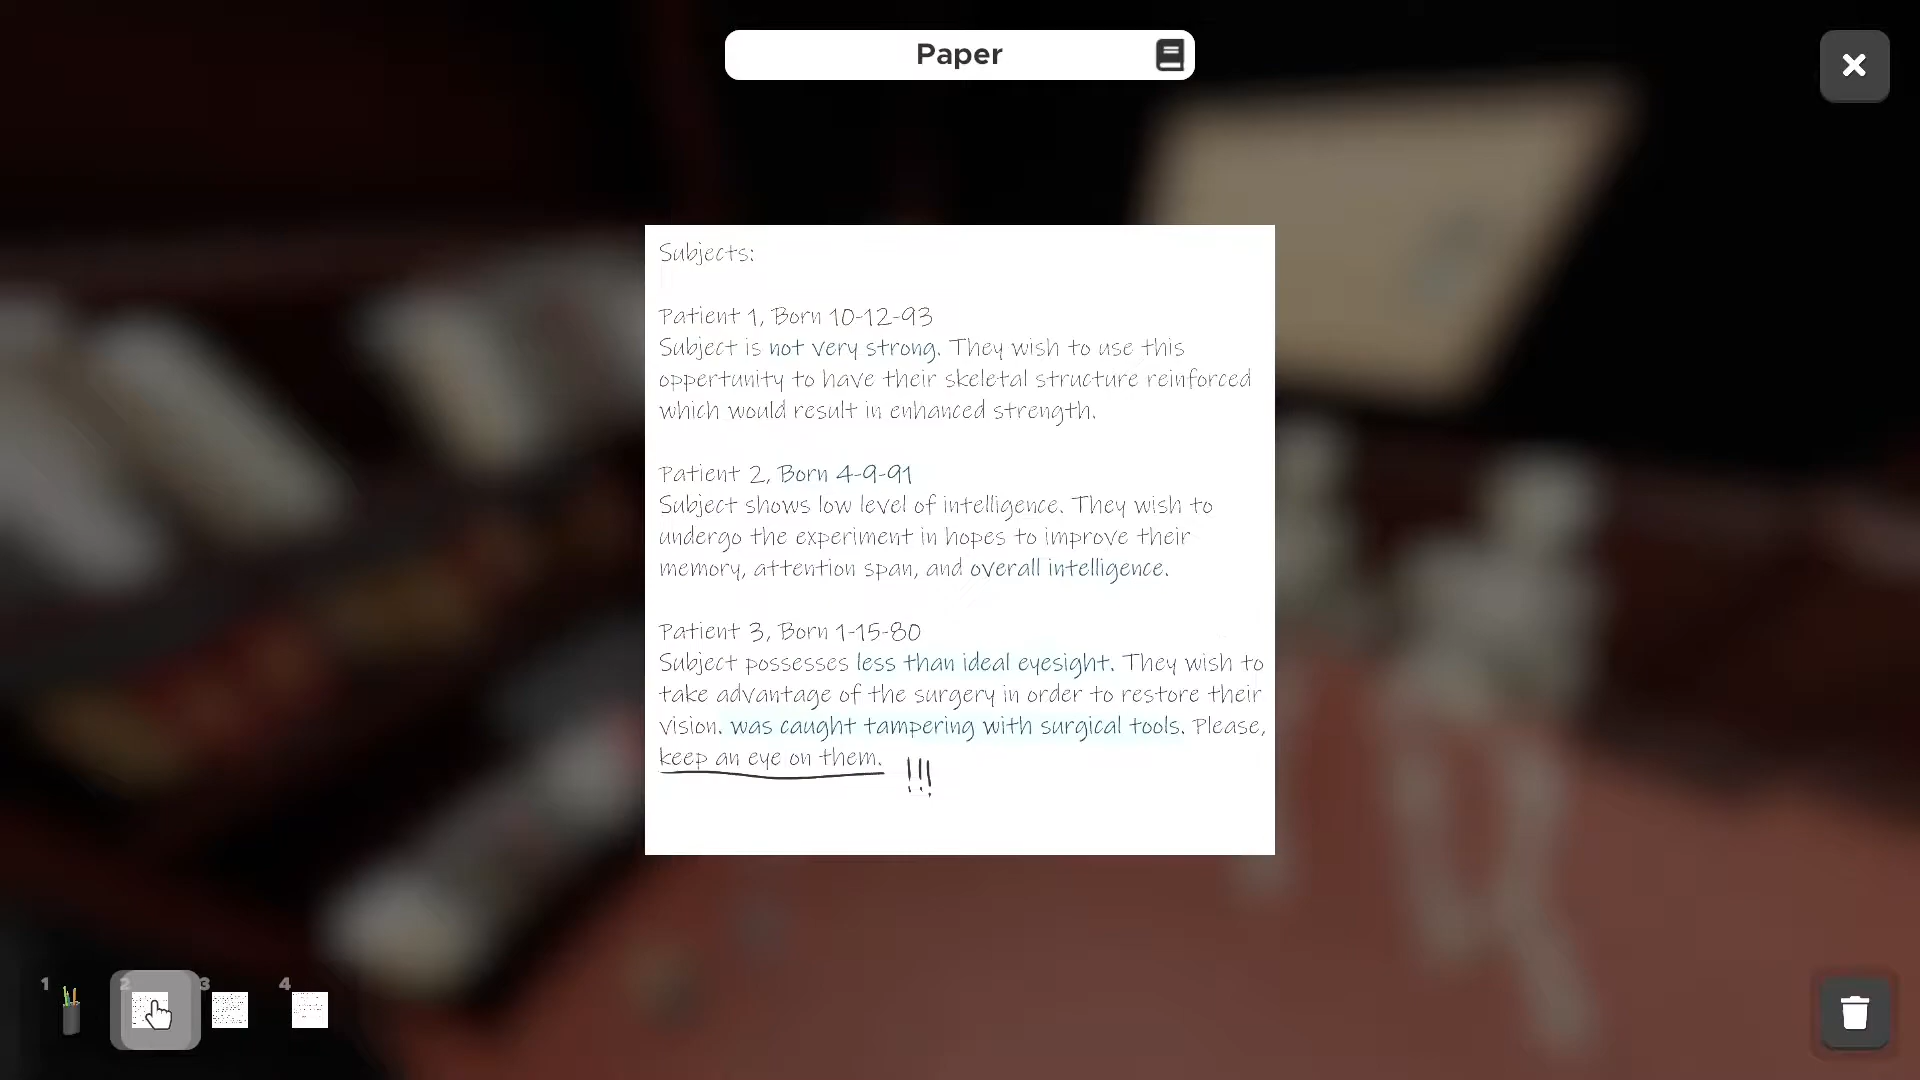 Paper
Subjects:
Patient 1, Born 10-12-93
Subject is not very strong. They wish to use this
oppertunity to have their skeletal structure reinforced
which would result in enhanced strength.
Patient 2, Born 4-9-91
Subject shows low level of intelligence. They wish to
undergo the experiment in hopes to improve their
memory, attention span, and overall intelligence.
Patient 3, Born 1-15-80
Subject possesses less than ideal eyesight. They wish to
take advantage of the surgery in order to restore their
vision. was caught tampering with surgical tools. Please,
keep an eye on them. !!!
1 2 3 4